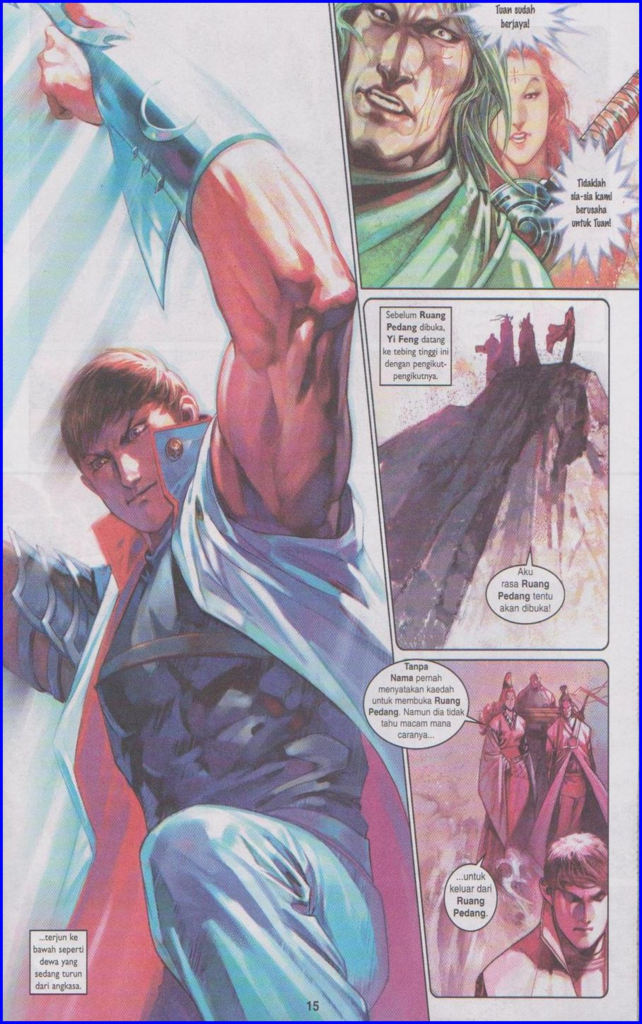 Tuan sudah
berjaya!
Tidaklah
sia-sia kami
berusaha
untuk Tuan!
Sebelum Ruang
Pedang dibuka,
Yi Feng datang
ke tebing tinggi ini
dengan pengikut-
pengikutnya.
Aku
rasa Ruang
Pedang tentu
akan dibuka!
Tanpa
Nama pernah
menyatakan kaedah
untuk membuka Ruang
Pedang. Namun dia tidak
tahu macam mana
caranya...
...untuk
keluar dari
Ruang
Pedang.
...terjun ke
bawah seperti
dewa yang
sedang turun
dari angkasa.
15